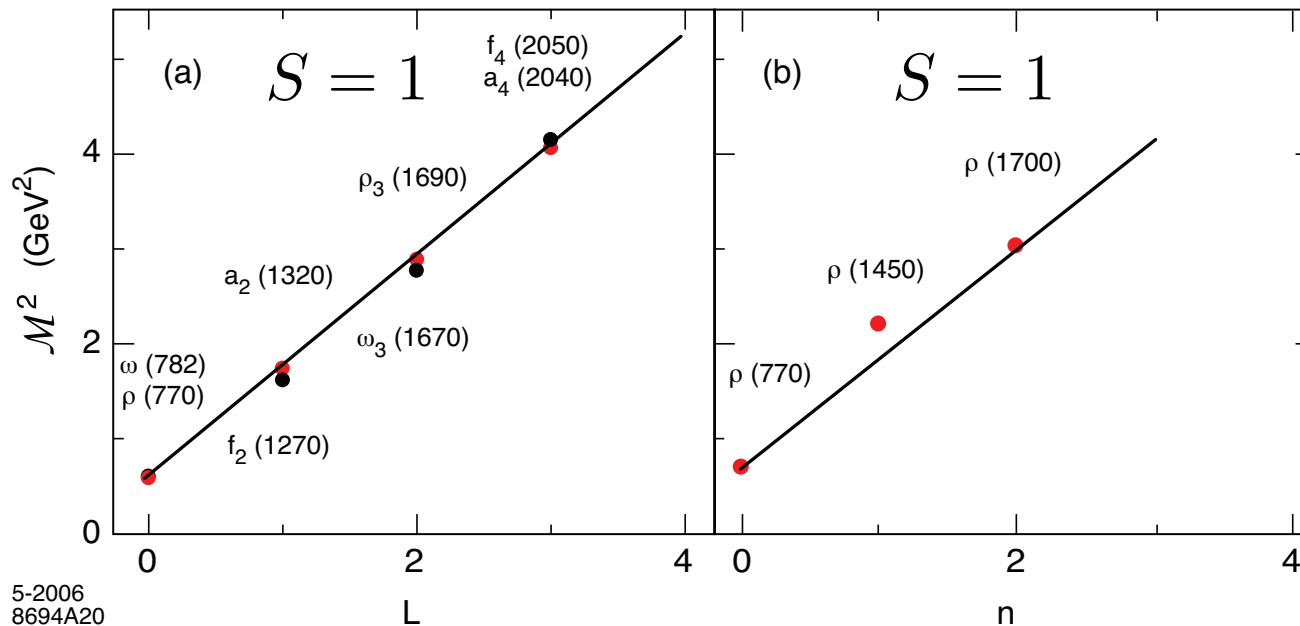 (a)
S = 1
f4 (2050)
a4 (2040)
ρ3 (1690)
a2 (1320)
ω3 (1670)
ω (782)
ρ (770)
f2 (1270)
M2 (GeV2)
4
2
0
0
2
4
L
(b)
S = 1
ρ (1700)
ρ (1450)
ρ (770)
0
2
4
n
5-2006
8694A20